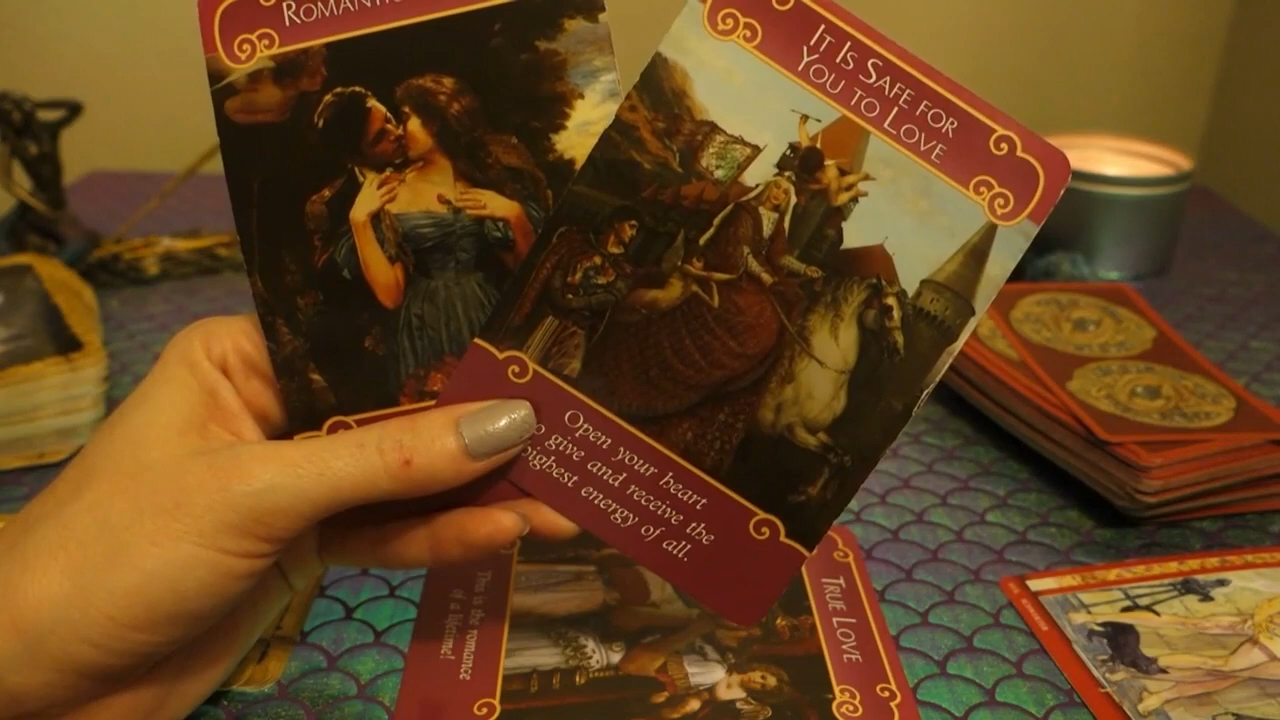 ROMANTIC
IT IS SAFE FOR
YOU TO LOVE
Open your heart
give and receive the
highest energy of all.
TRUE LOVE
This is the romance
of a lifetime!